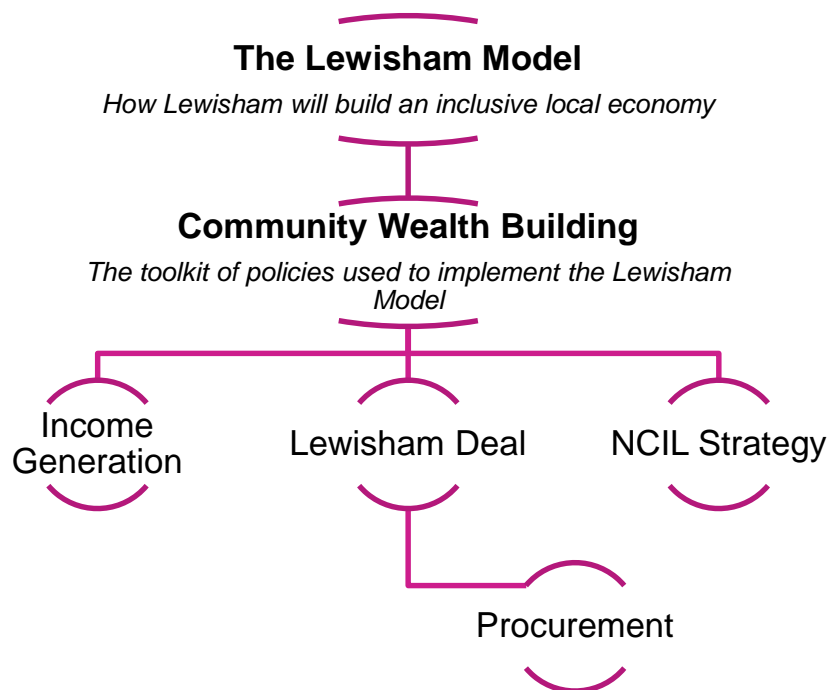 The Lewisham Model
How Lewisham will build an inclusive local economy
Community Wealth Building
The toolkit of policies used to implement the Lewisham
Model
Income
Generation
Lewisham Deal
NCIL Strategy
Procurement